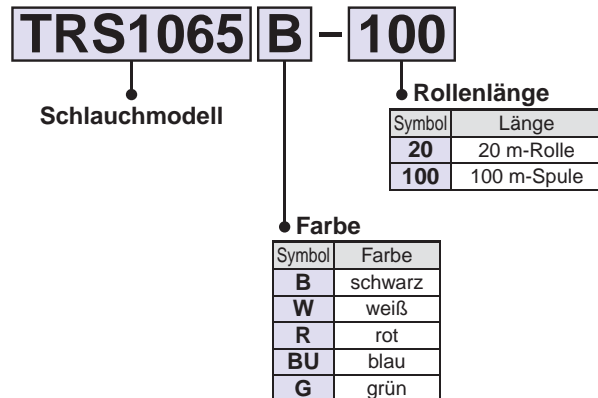 TRS1065 B - 100
Schlauchmodell
Rollenlänge
Symbol Länge
20 20 m-Rolle
100 100 m-Spule
Farbe
Symbol Farbe
B schwarz
W weiß
R rot
BU blau
G grün